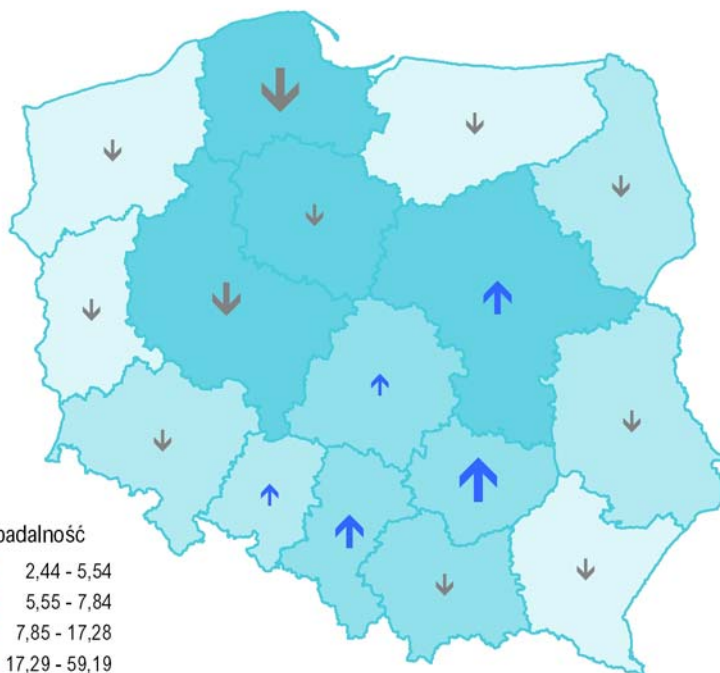 padalność
2,44 - 5,54
5,55 - 7,84
7,85 - 17,28
17,29 - 59,19